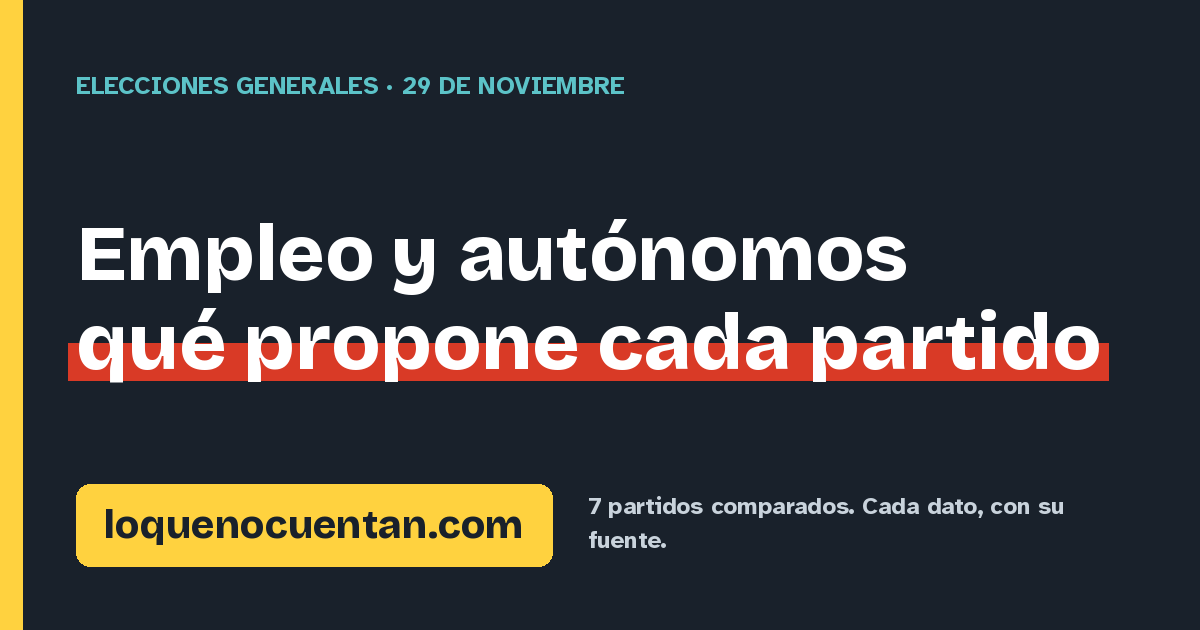 ELECCIONES GENERALES · 29 DE NOVIEMBRE
Empleo y autónomos
qué propone cada partido
loquenocuentan.com
7 partidos comparados. Cada dato, con su
fuente.